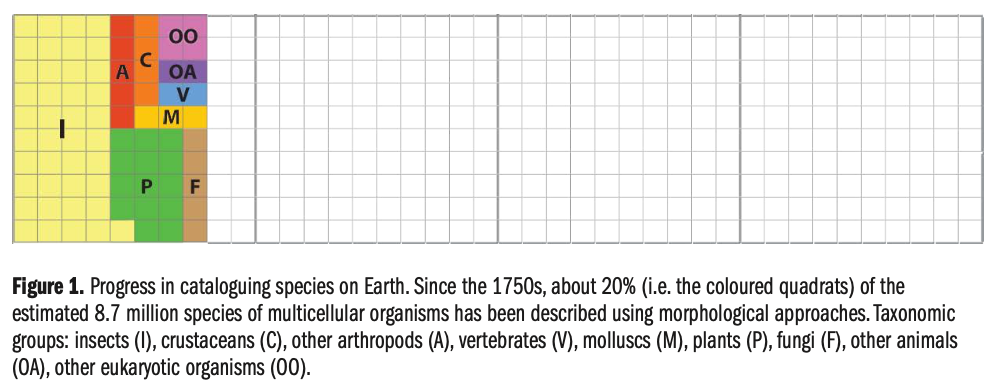 OO
C
A
OA
V
M
I
P
F
Figure 1. Progress in cataloguing species on Earth. Since the 1750s, about 20% (i.e. the coloured quadrats) of the
estimated 8.7 million species of multicellular organisms has been described using morphological approaches. Taxonomic
groups: insects (I), crustaceans (C), other arthropods (A), vertebrates (V), molluscs (M), plants (P), fungi (F), other animals
(OA), other eukaryotic organisms (OO).